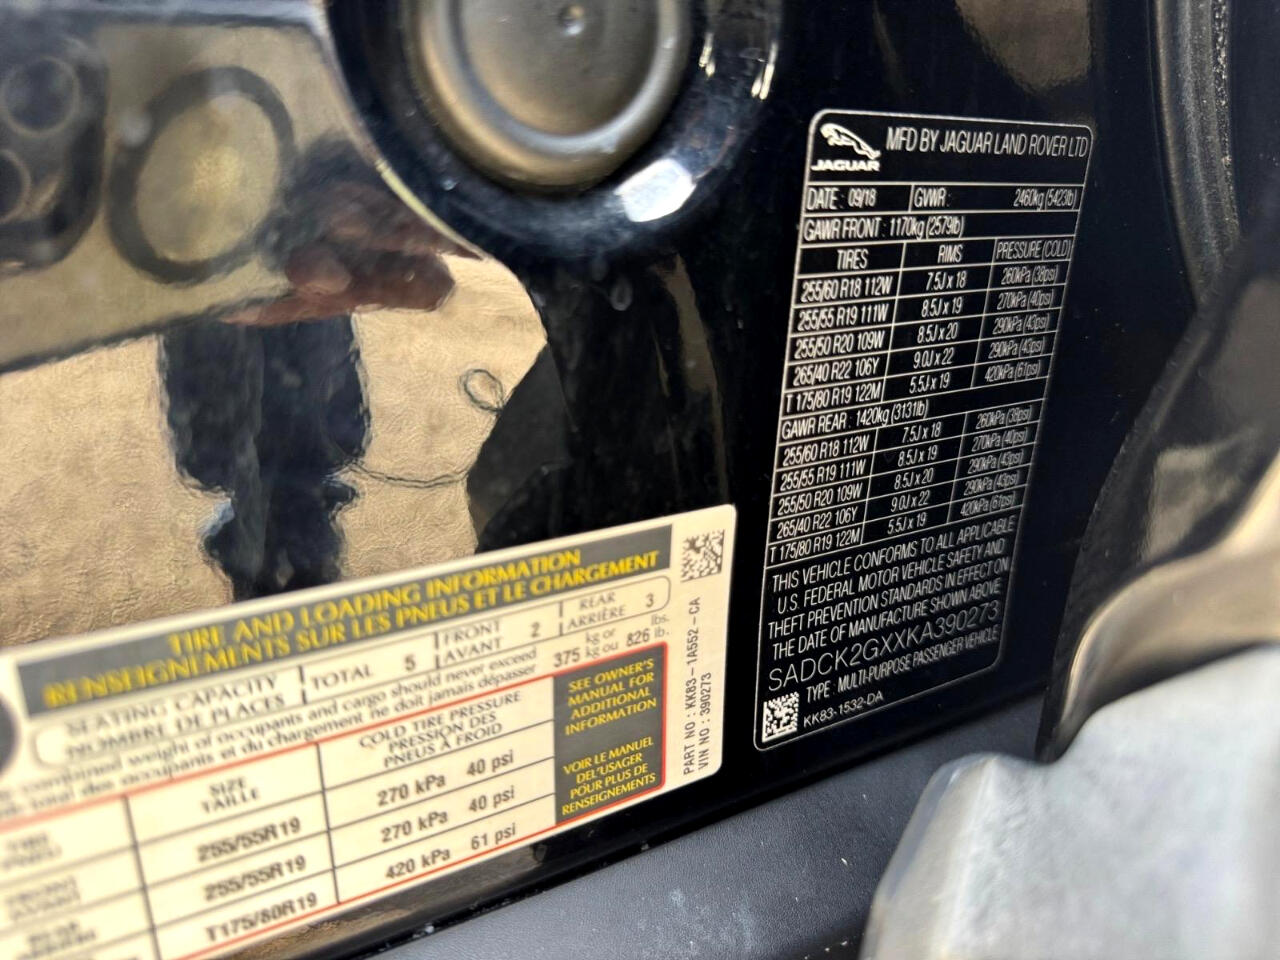 JAGUAR
MFD BY JAGUAR LAND ROVER LTD
DATE : 09/18 GVWR : 2460kg (5423lb)
GAWR FRONT : 1170kg (2579lb)
TIRES RIMS PRESSURE (COLD)
255/60 R18 112W 7.5J x 18 260kPa (38psi)
255/55 R19 111W 8.5J x 19 270kPa (40psi)
255/50 R20 109W 8.5J x 20 290kPa (43psi)
265/40 R22 106Y 9.0J x 22 290kPa (43psi)
T 175/80 R19 122M 5.5J x 19 420kPa (61psi)
GAWR REAR : 1420kg (3131lb)
255/60 R18 112W 7.5J x 18 260kPa (38psi)
255/55 R19 111W 8.5J x 19 270kPa (40psi)
255/50 R20 109W 8.5J x 20 290kPa (43psi)
265/40 R22 106Y 9.0J x 22 290kPa (43psi)
T 175/80 R19 122M 5.5J x 19 420kPa (61psi)
THIS VEHICLE CONFORMS TO ALL APPLICABLE
U.S. FEDERAL MOTOR VEHICLE SAFETY AND
THEFT PREVENTION STANDARDS IN EFFECT ON
THE DATE OF MANUFACTURE SHOWN ABOVE
SADCK2GXXKA390273
TYPE : MULTI-PURPOSE PASSENGER VEHICLE
KK83-1532-DA
TIRE AND LOADING INFORMATION
RENSEIGNEMENTS SUR LES PNEUS ET LE CHARGEMENT
SEATING CAPACITY
NOMBRE DE PLACES
TOTAL 5
FRONT
AVANT 2
REAR
ARRIÈRE 3
combined weight of occupants and cargo should never exceed
total des occupants et du chargement ne doit jamais dépasser
375 kg or kg ou 826 lbs. lb.
SIZE
TAILLE
COLD TIRE PRESSURE
PRESSION DES
PNEUS À FROID
255/55R19 270 kPa 40 psi
255/55R19 270 kPa 40 psi
T175/80R19 420 kPa 61 psi
SEE OWNER'S
MANUAL FOR
ADDITIONAL
INFORMATION
VOIR LE MANUEL
DEL'USAGER
POUR PLUS DE
RENSEIGNEMENTS
PART NO : KK83-1A552-CA
VIN NO : 390273